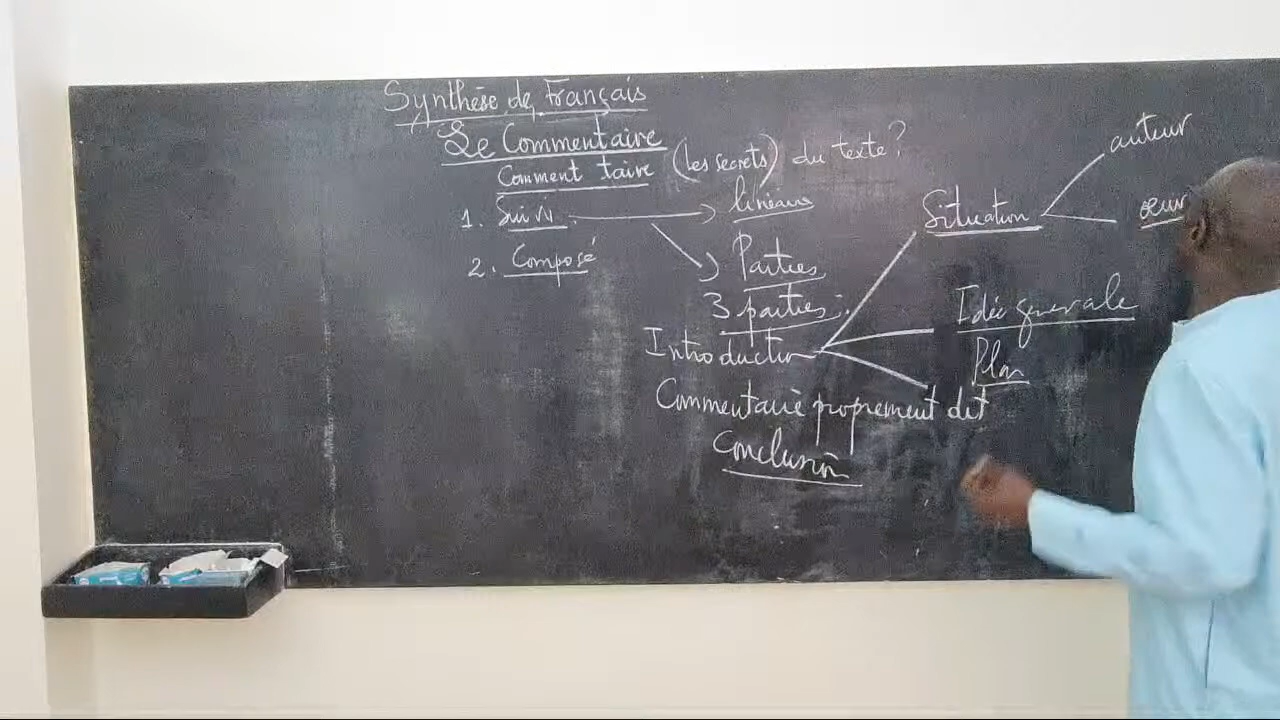 Synthèse de Français
Le Commentaire
Comment taire (les secrets) du texte ?
1. Suivi linéaire
2. Composé
Parties
3 parties :
Introduction
Situation
auteur
Idée générale
Plan
Commentaire proprement dit
Conclusion